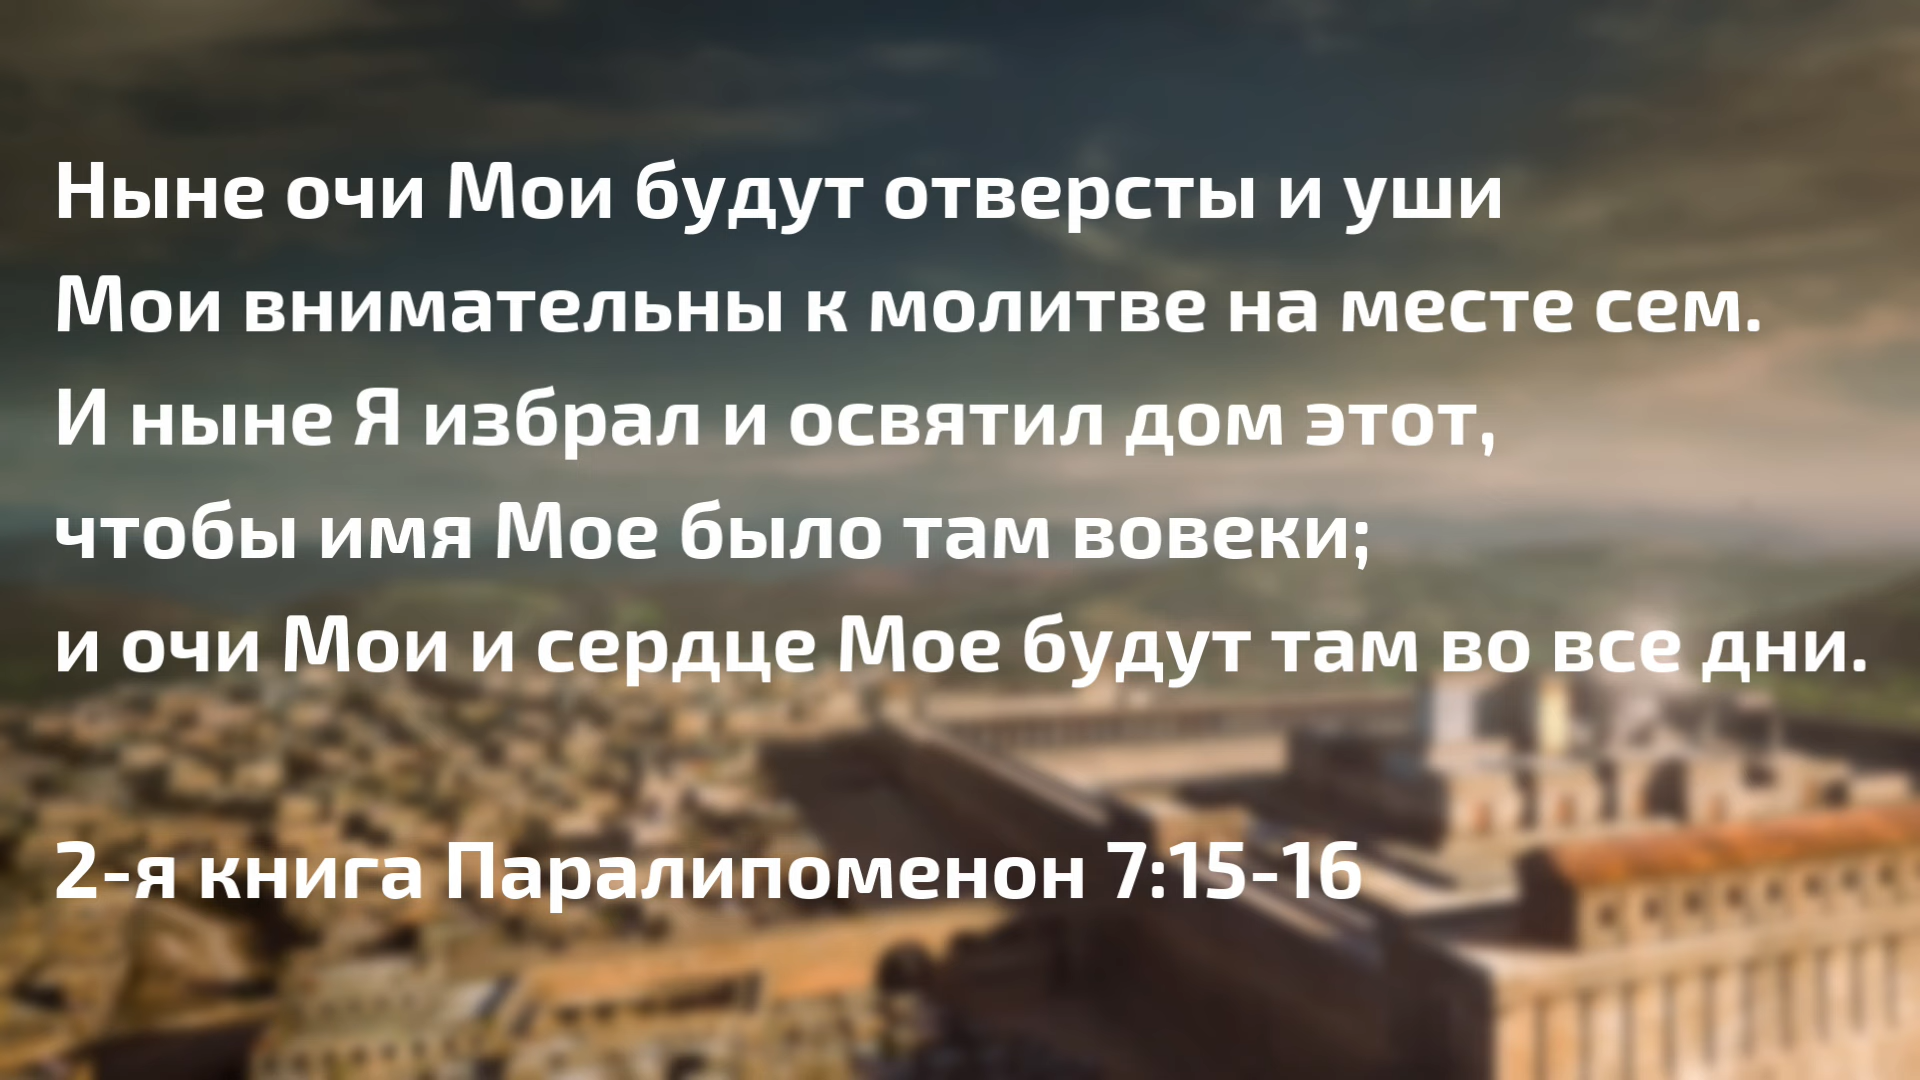 Ныне очи Мои будут отверсты и уши
Мои внимательны к молитве на месте сем.
И ныне Я избрал и освятил дом этот,
чтобы имя Мое было там вовеки;
и очи Мои и сердце Мое будут там во все дни.
2-я книга Паралипоменон 7:15-16